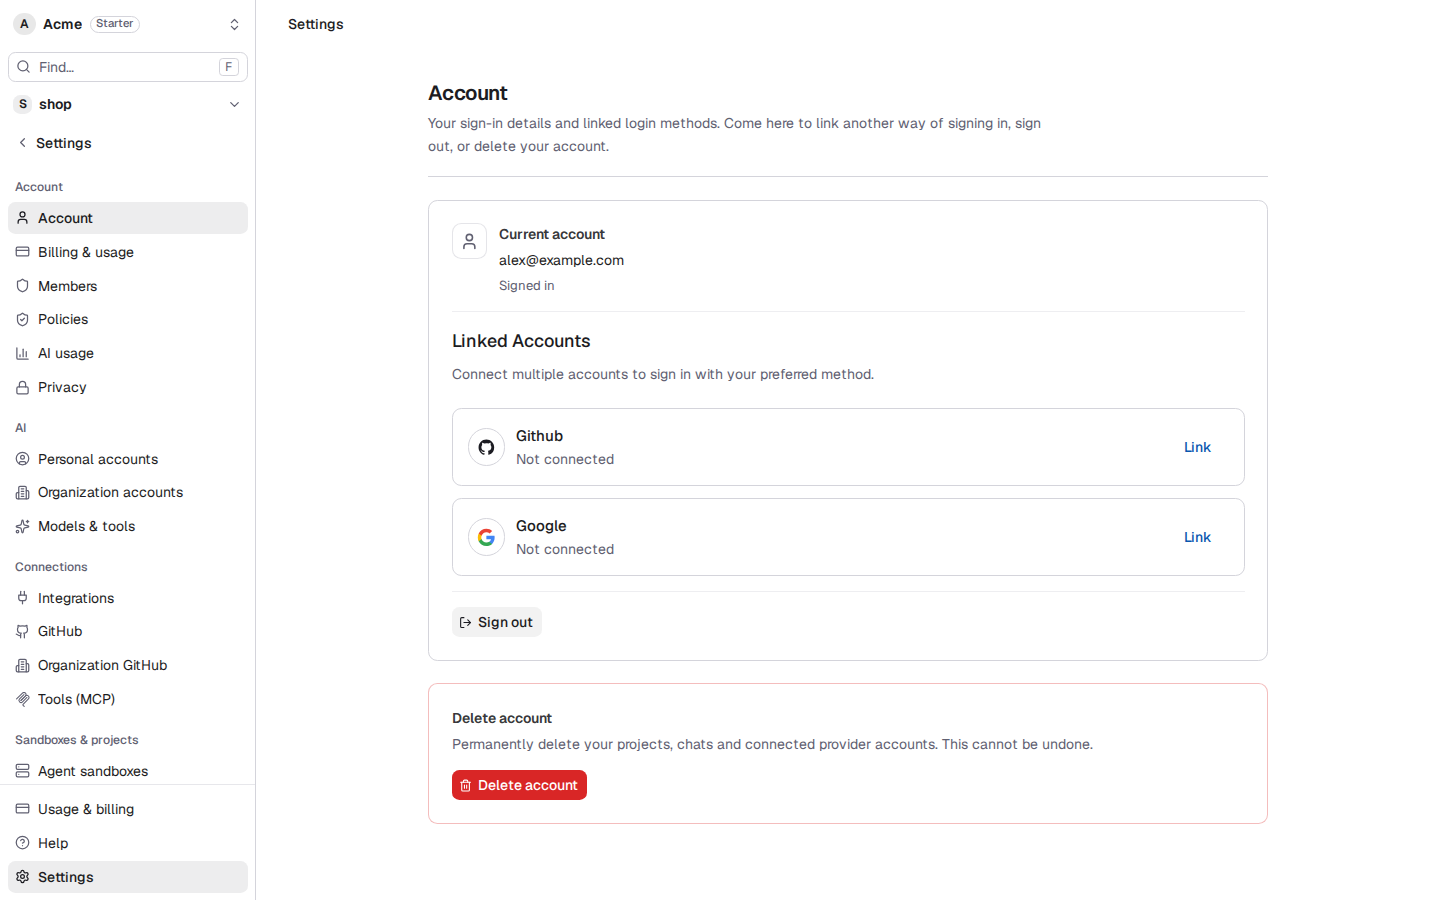 A Acme Starter
Find... F
S shop
Settings
Account
Account
Billing & usage
Members
Policies
AI usage
Privacy
AI
Personal accounts
Organization accounts
Models & tools
Connections
Integrations
GitHub
Organization GitHub
Tools (MCP)
Sandboxes & projects
Agent sandboxes
Usage & billing
Help
Settings
Settings
Account
Your sign-in details and linked login methods. Come here to link another way of signing in, sign
out, or delete your account.
Current account
alex@example.com
Signed in
Linked Accounts
Connect multiple accounts to sign in with your preferred method.
Github
Not connected
Link
Google
Not connected
Link
Sign out
Delete account
Permanently delete your projects, chats and connected provider accounts. This cannot be undone.
Delete account